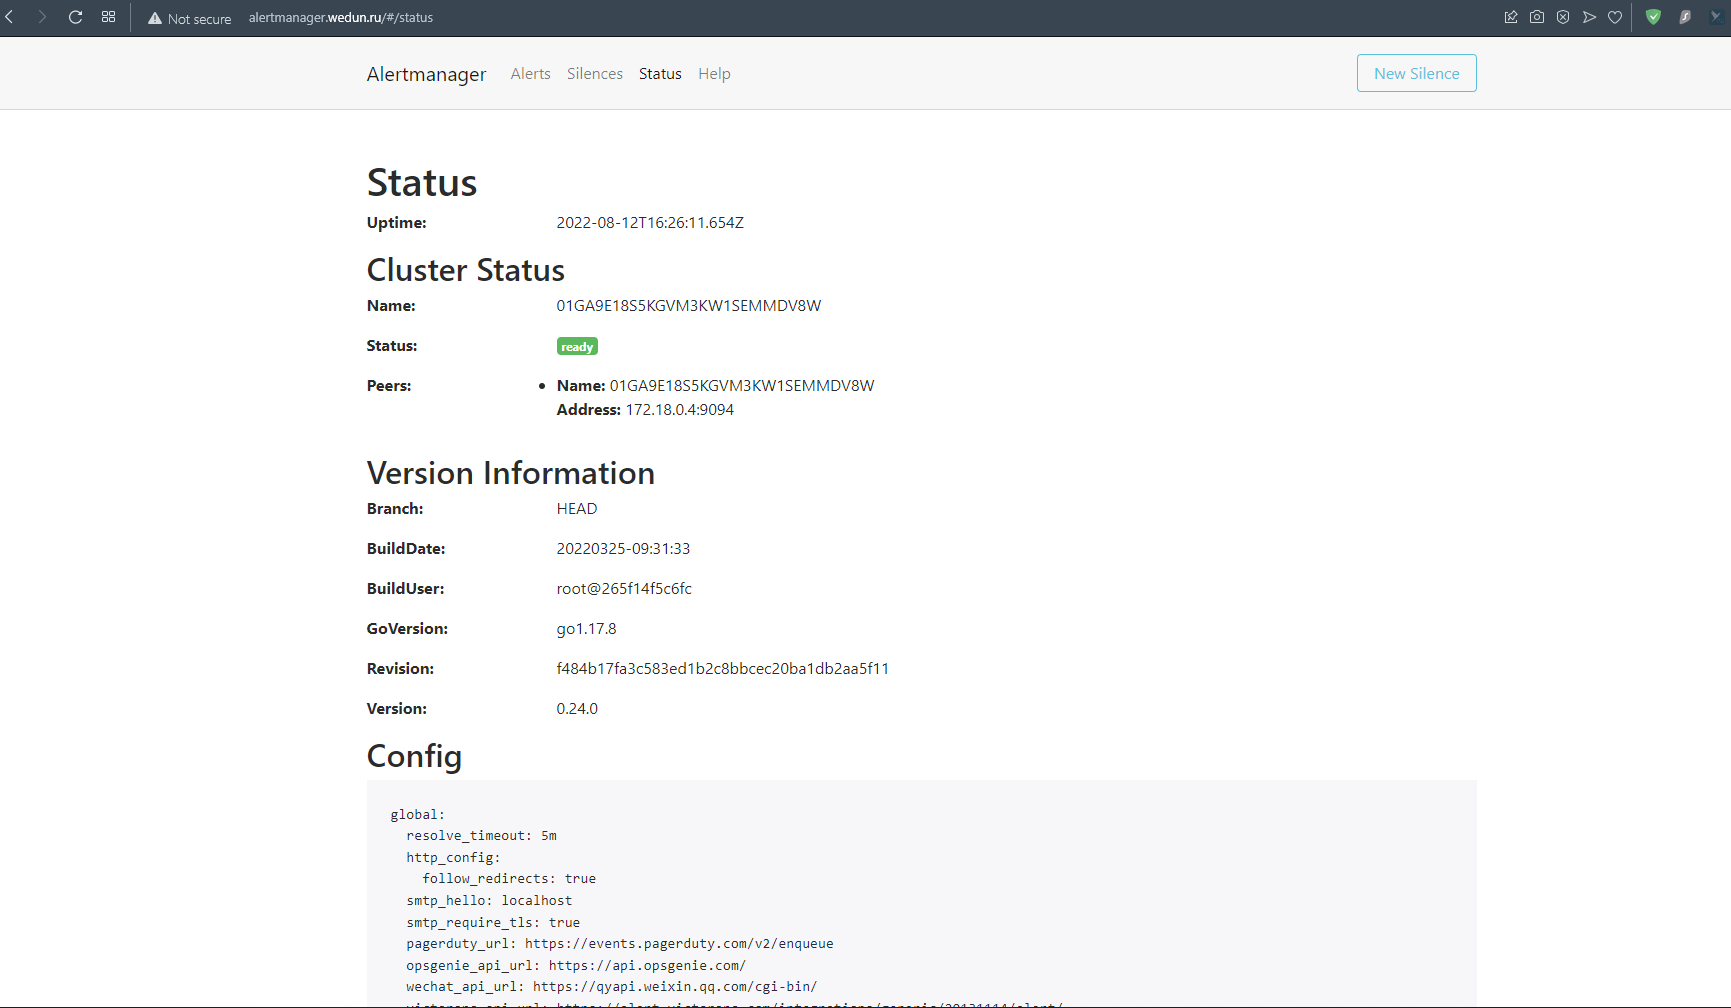 Not secure alertmanager.wedun.ru/#/status
Alertmanager Alerts Silences Status Help New Silence
Status
Uptime: 2022-08-12T16:26:11.654Z
Cluster Status
Name: 01GA9E18S5KGVM3KW1SEMMDV8W
Status: ready
Peers: • Name: 01GA9E18S5KGVM3KW1SEMMDV8W
Address: 172.18.0.4:9094
Version Information
Branch: HEAD
BuildDate: 20220325-09:31:33
BuildUser: root@265f14f5c6fc
GoVersion: go1.17.8
Revision: f484b17fa3c583ed1b2c8bbcec20ba1db2aa5f11
Version: 0.24.0
Config
global:
  resolve_timeout: 5m
  http_config:
    follow_redirects: true
  smtp_hello: localhost
  smtp_require_tls: true
  pagerduty_url: https://events.pagerduty.com/v2/enqueue
  opsgenie_api_url: https://api.opsgenie.com/
  wechat_api_url: https://qyapi.weixin.qq.com/cgi-bin/